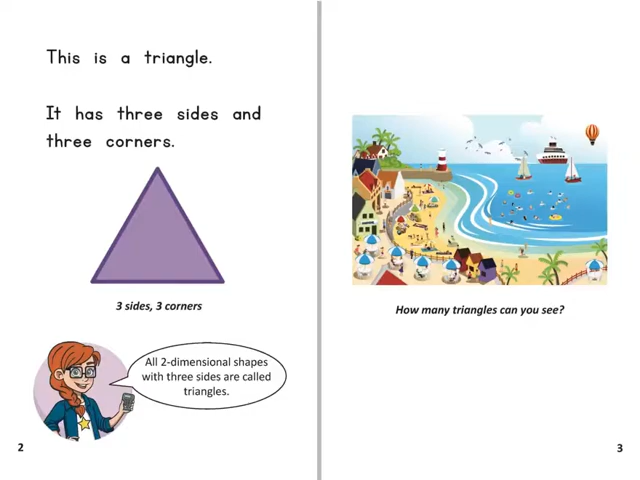 This is a triangle.
It has three sides and
three corners.
3 sides, 3 corners
All 2-dimensional shapes
with three sides are called
triangles.
2
How many triangles can you see?
3